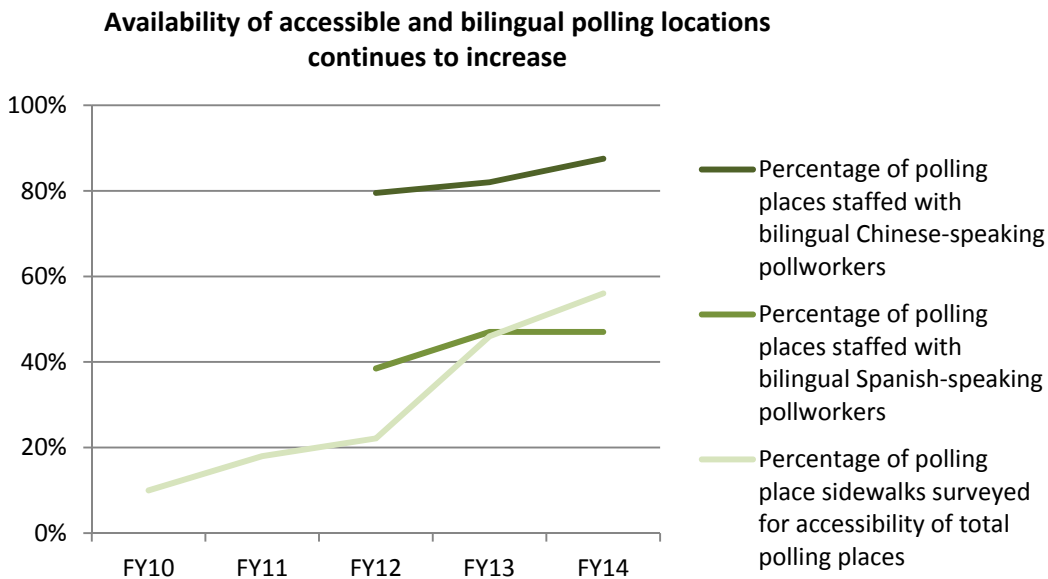 Availability of accessible and bilingual polling locations
continues to increase
100%
80%
60%
40%
20%
0%
FY10 FY11 FY12 FY13 FY14
Percentage of polling
places staffed with
bilingual Chinese-speaking
pollworkers
Percentage of polling
places staffed with
bilingual Spanish-speaking
pollworkers
Percentage of polling
place sidewalks surveyed
for accessibility of total
polling places